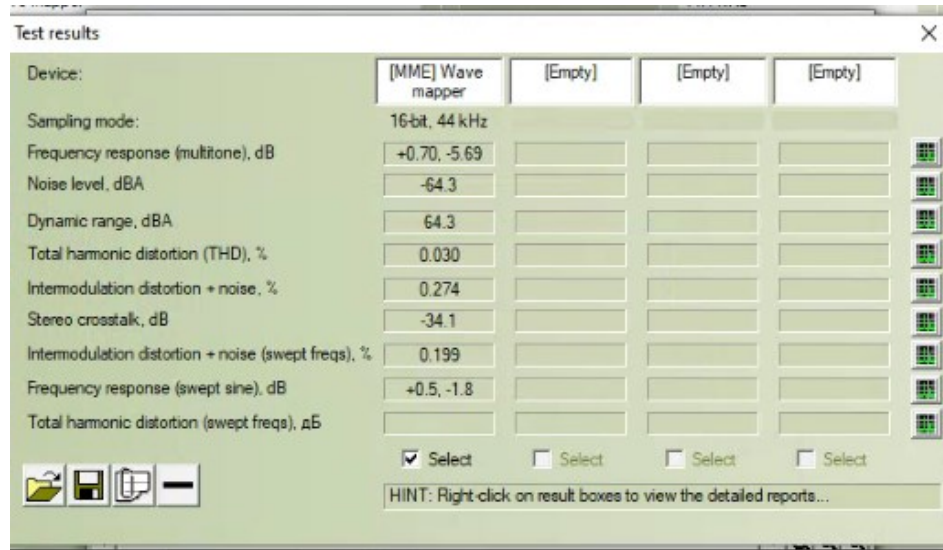 Test results
Device:
[MME] Wave mapper
[Empty]
[Empty]
[Empty]
Sampling mode:
16-bit, 44 kHz
Frequency response (multitone), dB
+0.70, -5.69
Noise level, dBA
-64.3
Dynamic range, dBA
64.3
Total harmonic distortion (THD), %
0.030
Intermodulation distortion + noise, %
0.274
Stereo crosstalk, dB
-34.1
Intermodulation distortion + noise (swept freqs), %
0.199
Frequency response (swept sine), dB
+0.5, -1.8
Total harmonic distortion (swept freqs), дБ
Select
Select
Select
Select
HINT: Right-click on result boxes to view the detailed reports...